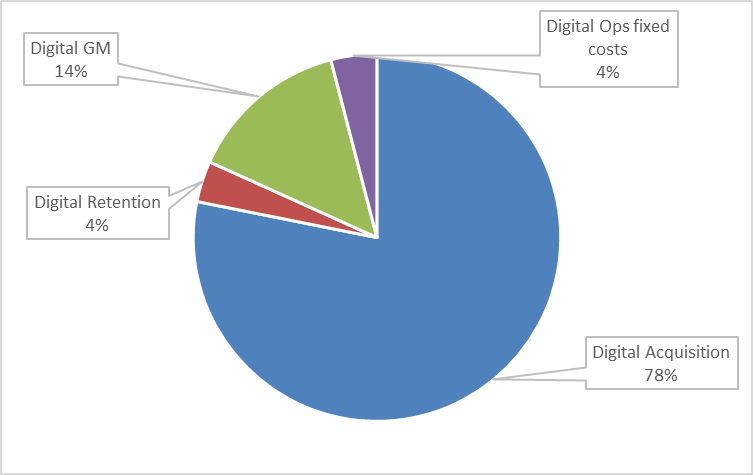 Digital GM
14%
Digital Ops fixed
costs
4%
Digital Retention
4%
Digital Acquisition
78%